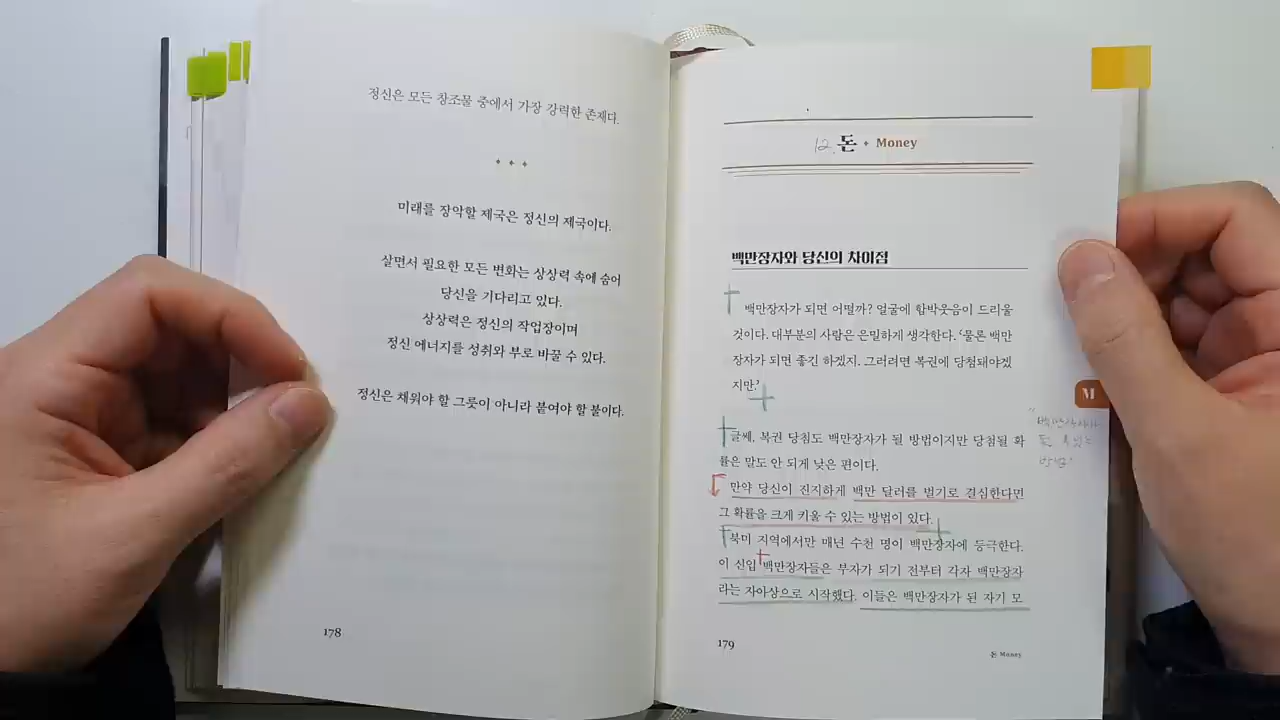 정신은 모든 창조물 중에서 가장 강력한 존재다.
미래를 장악할 제국은 정신의 제국이다.
살면서 필요한 모든 변화는 상상력 속에 숨어
당신을 기다리고 있다.
상상력은 정신의 작업장이며
정신 에너지를 성취와 부로 바꿀 수 있다.
정신은 채워야 할 그릇이 아니라 붙여야 할 불이다.
178
12. 돈 Money
백만장자와 당신의 차이점
백만장자가 되면 어떨까? 얼굴에 함박웃음이 드리울
것이다. 대부분의 사람은 은밀하게 생각한다. ‘물론 백만
장자가 되면 좋긴 하겠지. 그러려면 복권에 당첨돼야겠
지만.’
글쎄, 복권 당첨도 백만장자가 될 방법이지만 당첨될 확
률은 말도 안 되게 낮은 편이다.
만약 당신이 진지하게 백만 달러를 벌기로 결심한다면
그 확률을 크게 키울 수 있는 방법이 있다.
북미 지역에서만 매년 수천 명이 백만장자에 등극한다.
이 신입 백만장자들은 부자가 되기 전부터 각자 백만장자
라는 자아상으로 시작했다. 이들은 백만장자가 된 자기 모
M
179
돈 Money